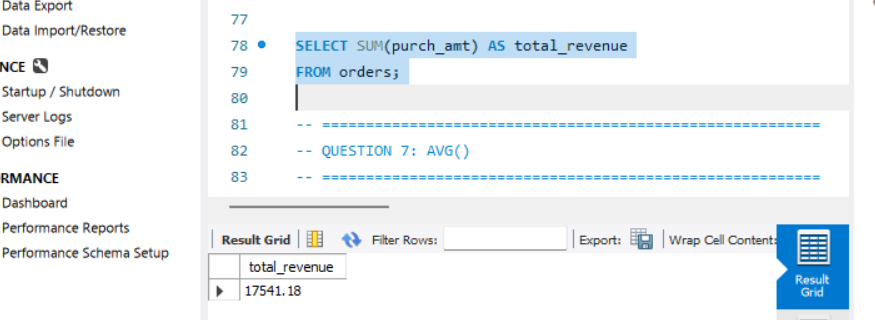 Data Export
Data Import/Restore
NCE
Startup / Shutdown
Server Logs
Options File
RMANCE
Dashboard
Performance Reports
Performance Schema Setup
77
78 SELECT SUM(purch_amt) AS total_revenue
79 FROM orders;
80
81 -- =========================================================
82 -- QUESTION 7: AVG()
83 -- =========================================================
Result Grid Filter Rows: Export: Wrap Cell Content:
total_revenue
17541.18
Result
Grid